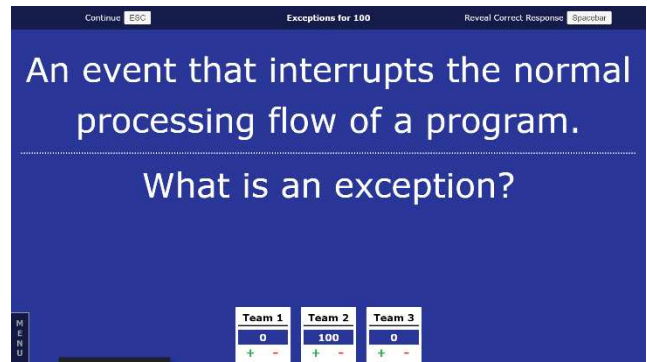 Continue ESC Exceptions for 100 Reveal Correct Response Spacebar
An event that interrupts the normal
processing flow of a program.
What is an exception?
Team 1 Team 2 Team 3
0 100 0
+ - + - + -
MENU